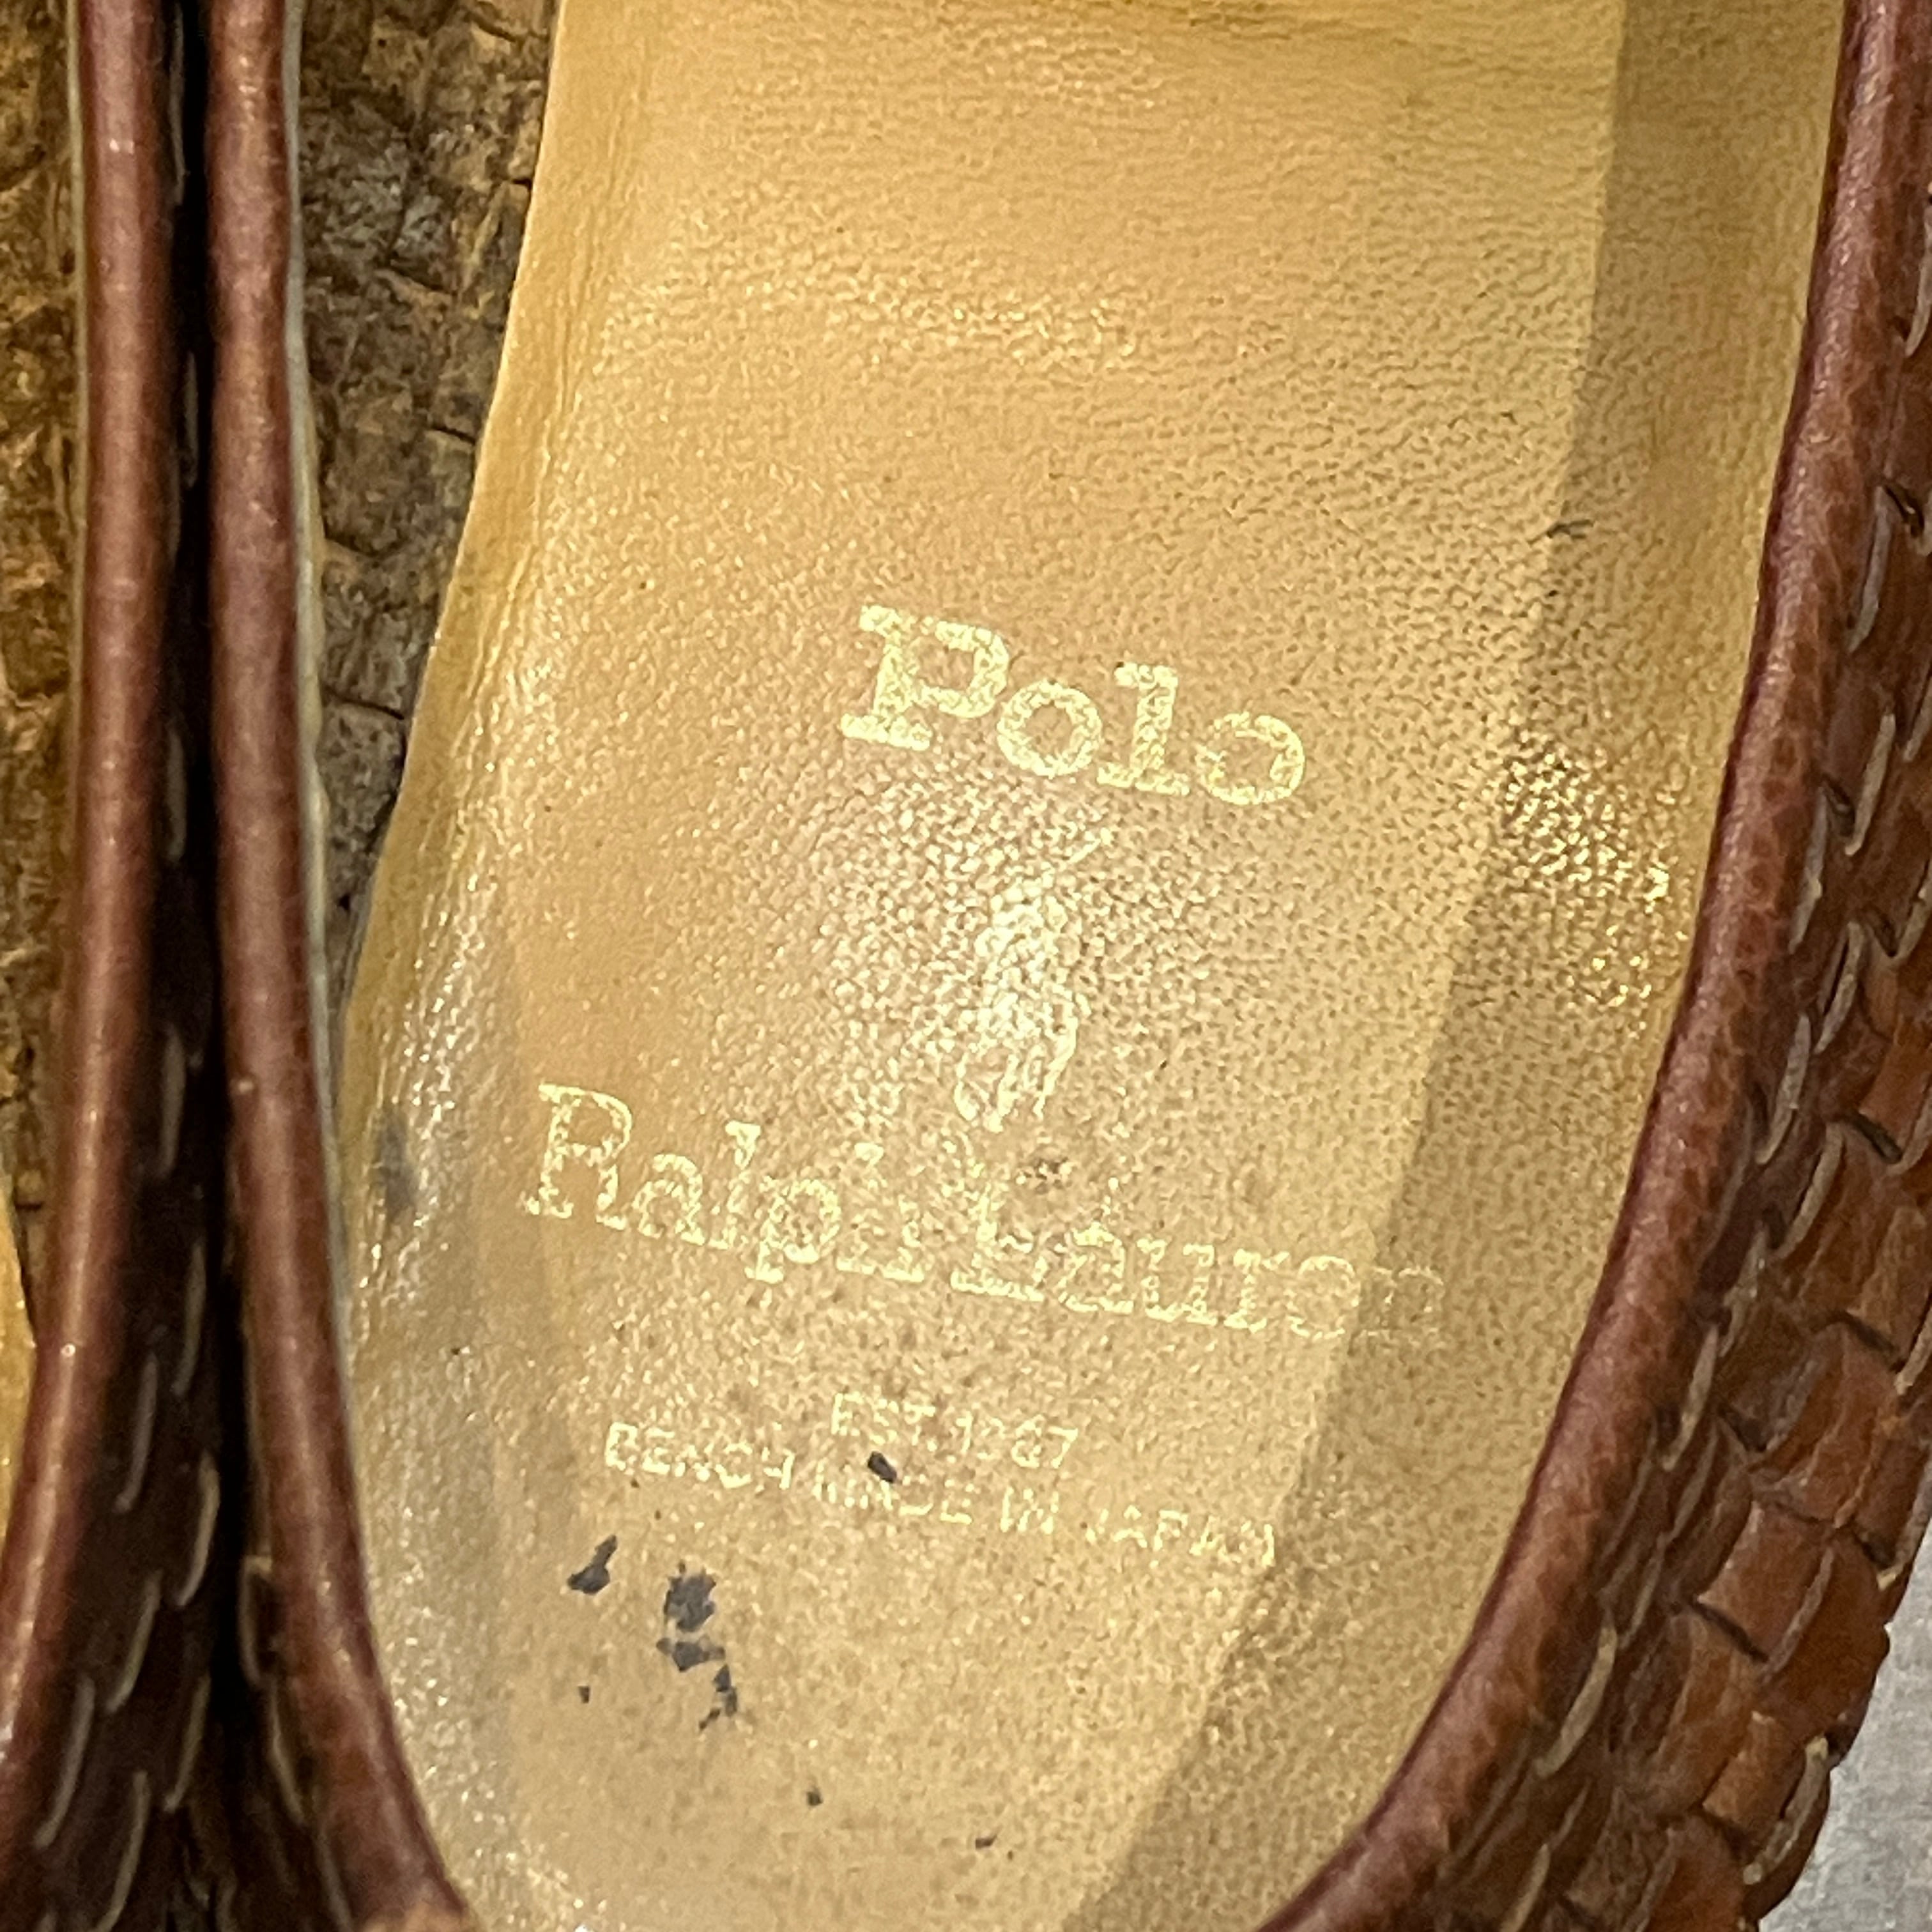 Polo
Ralph Lauren
EST. 1967
BENCH MADE IN JAPAN